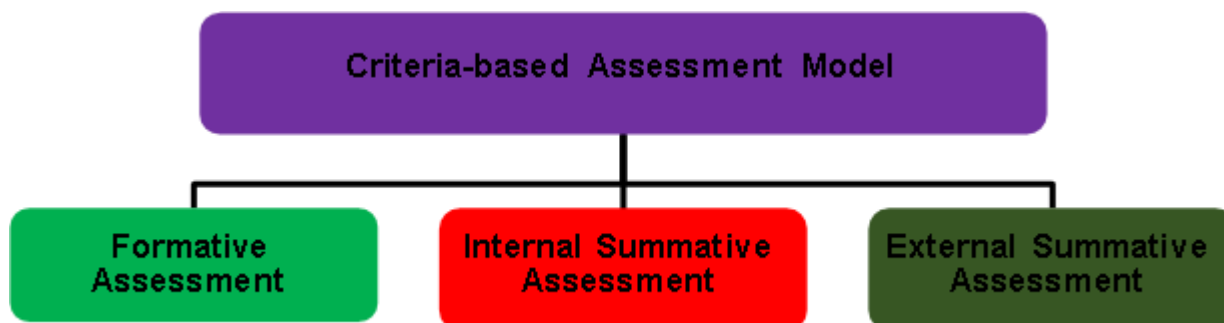 Criteria-based Assessment Model
Formative
Assessment
Internal Summative
Assessment
External Summative
Assessment